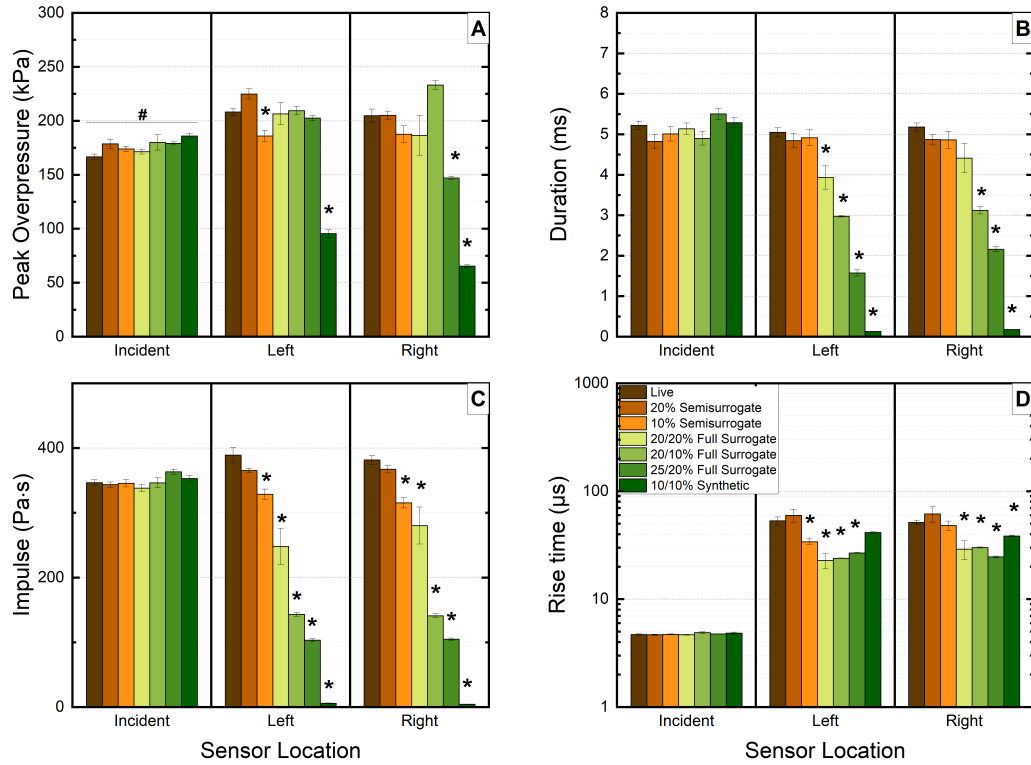 A
Peak Overpressure (kPa)
300
250
200
150
100
50
0
#
*
*
*
*
Incident
Left
Right
B
Duration (ms)
8
7
6
5
4
3
2
1
0
*
*
*
*
*
*
*
Incident
Left
Right
C
Impulse (Pa·s)
400
200
0
*
*
*
*
*
*
*
*
*
*
Incident
Left
Right
Sensor Location
D
Rise time (µs)
1000
100
10
1
Live
20% Semisurrogate
10% Semisurrogate
20/20% Full Surrogate
20/10% Full Surrogate
25/20% Full Surrogate
10/10% Synthetic
*
*
*
*
*
*
*
*
Incident
Left
Right
Sensor Location